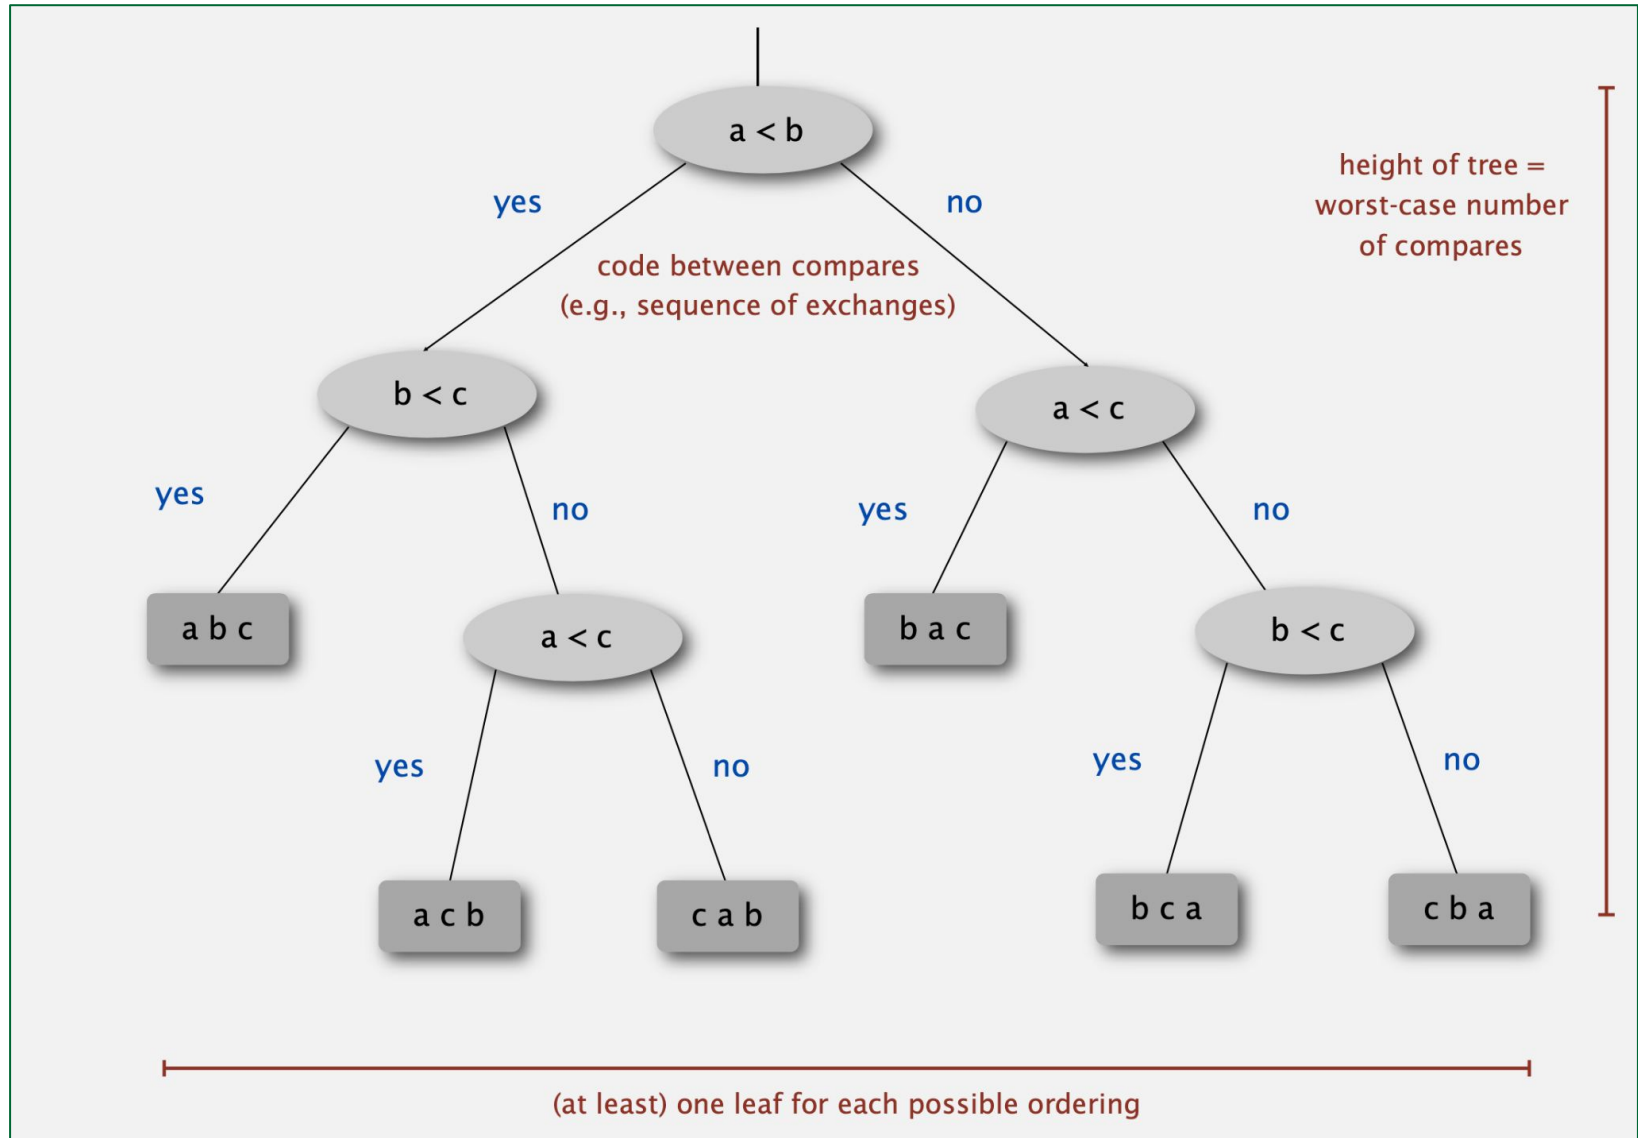 a < b
height of tree =
worst-case number
of compares
yes
no
code between compares
(e.g., sequence of exchanges)
b < c
a < c
yes
no
yes
no
a b c
a < c
b a c
b < c
yes
no
yes
no
a c b
c a b
b c a
c b a
(at least) one leaf for each possible ordering